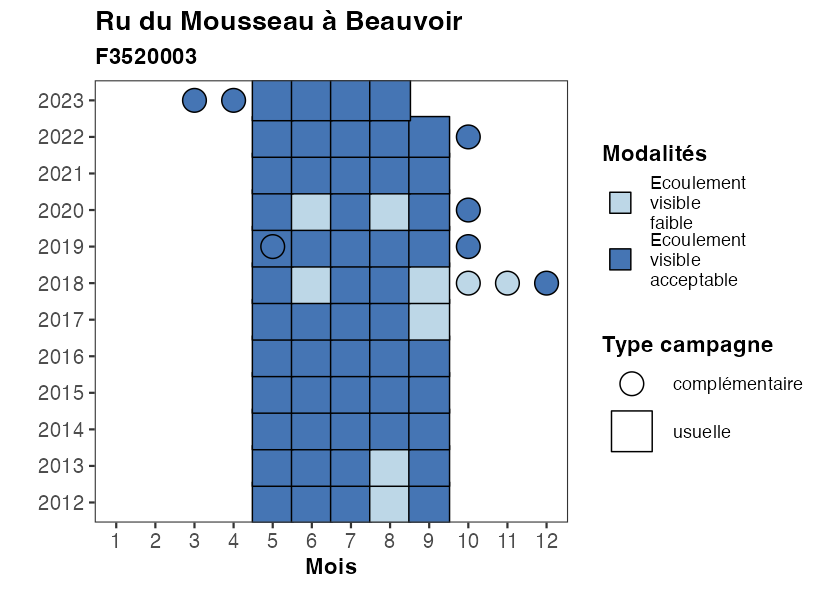 Ru du Mousseau à Beauvoir
F3520003
2023
2022
2021
2020
2019
2018
2017
2016
2015
2014
2013
2012
1 2 3 4 5 6 7 8 9 10 11 12
Mois
Modalités
Ecoulement
visible
faible
Ecoulement
visible
acceptable
Type campagne
complémentaire
usuelle